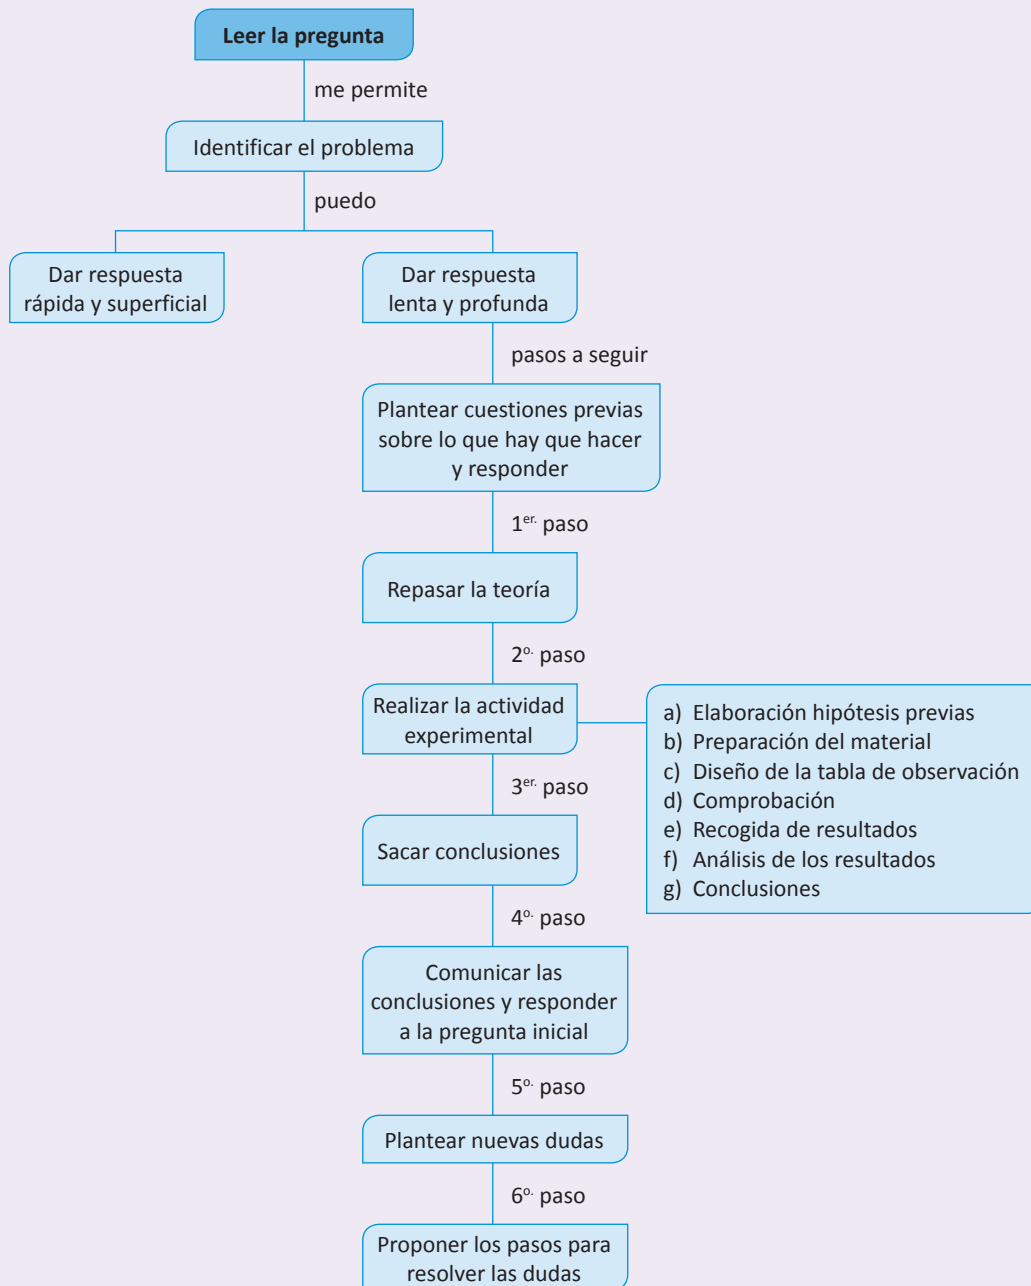 Leer la pregunta
me permite
Identificar el problema
puedo
Dar respuesta
rápida y superficial
Dar respuesta
lenta y profunda
pasos a seguir
Plantear cuestiones previas
sobre lo que hay que hacer
y responder
1er. paso
Repasar la teoría
2o. paso
Realizar la actividad
experimental
a) Elaboración hipótesis previas
b) Preparación del material
c) Diseño de la tabla de observación
d) Comprobación
e) Recogida de resultados
f) Análisis de los resultados
g) Conclusiones
3er. paso
Sacar conclusiones
4o. paso
Comunicar las
conclusiones y responder
a la pregunta inicial
5o. paso
Plantear nuevas dudas
6o. paso
Proponer los pasos para
resolver las dudas